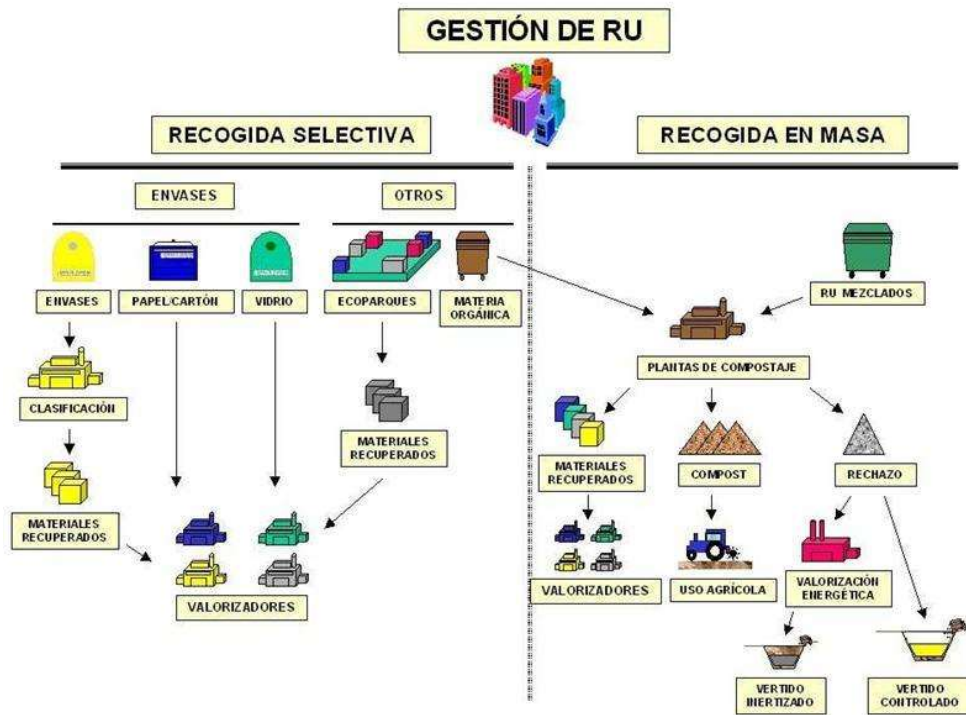 GESTIÓN DE RU
RECOGIDA SELECTIVA
RECOGIDA EN MASA
ENVASES
OTROS
ENVASES
PAPEL/CARTÓN
VIDRIO
ECOPARQUES
MATERIA
ORGÁNICA
RU MEZCLADOS
PLANTAS DE COMPOSTAJE
CLASIFICACIÓN
MATERIALES
RECUPERADOS
MATERIALES
RECUPERADOS
COMPOST
RECHAZO
MATERIALES
RECUPERADOS
VALORIZADORES
VALORIZADORES
USO AGRÍCOLA
VALORIZACIÓN
ENERGÉTICA
VERTIDO
INERTIZADO
VERTIDO
CONTROLADO